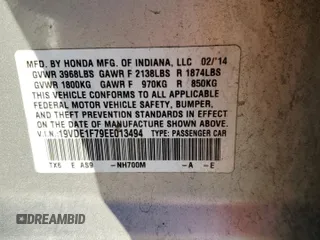 MFD. BY HONDA MFG. OF INDIANA, LLC 02/'14
GVWR 3968LBS GAWR F 2138LBS R 1874LBS
GVWR 1800KG GAWR F 970KG R 850KG
THIS VEHICLE CONFORMS TO ALL APPLICABLE
FEDERAL MOTOR VEHICLE SAFETY, BUMPER,
AND THEFT PREVENTION STANDARDS IN EFFECT
ON THE DATE OF MANUFACTURE SHOWN ABOVE.
V.I.N. 19VDE1F79EE013494 TYPE: PASSENGER CAR
TX6 E A59 -NH700M -A -E
DREAMBID